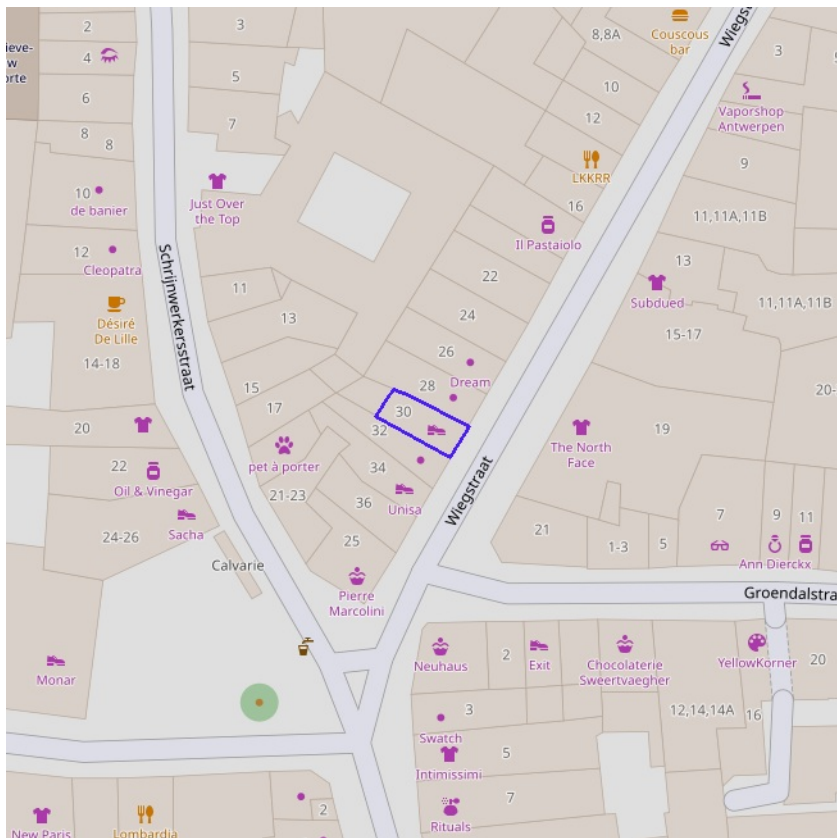 2
3
8,8A
Couscous
bar
Wiegstraat
4
5
3
10
6
7
12
Vaporshop
Antwerpen
8
8
9
LKKRR
10
de banier
Just Over
the Top
16
11,11A,11B
Il Pastaiolo
12
Cleopatra
13
22
Subdued
11
11,11A,11B
Désiré
De Lille
13
24
15-17
Schrijnwerkersstraat
26
14-18
28
Dream
15
17
30
32
20
19
The North
Face
22
Oil & Vinegar
pet à porter
34
Unisa
36
21-23
Wiegstraat
Sacha
24-26
25
21
1-3
5
7
9
11
Ann Dierckx
Calvarie
Pierre
Marcolini
Groendalstra
Monar
Neuhaus
2
Exit
Chocolaterie
Sweertvaegher
YellowKorner
20
3
12,14,14A
16
Swatch
5
Intimissimi
7
Rituals
2
New Paris
Lombardia